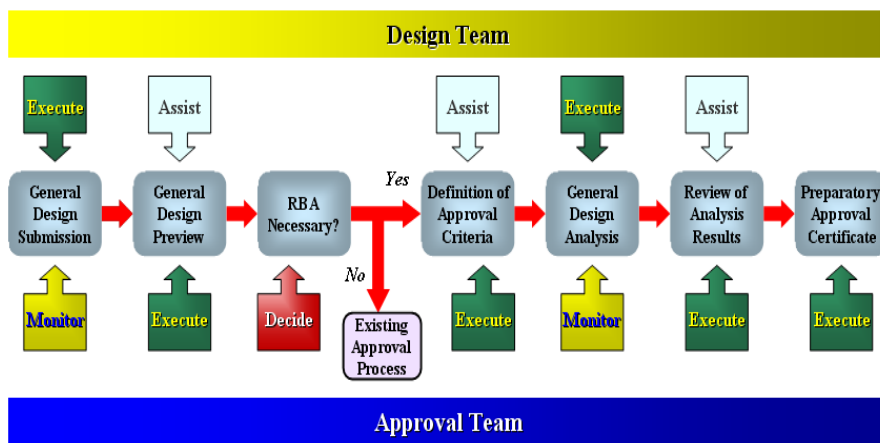 Design Team
Execute
Assist
Assist
Execute
Assist
General
Design
Submission
General
Design
Preview
RBA
Necessary?
Yes
No
Definition of
Approval
Criteria
General
Design
Analysis
Review of
Analysis
Results
Preparatory
Approval
Certificate
Monitor
Execute
Decide
Existing
Approval
Process
Execute
Monitor
Execute
Execute
Approval Team